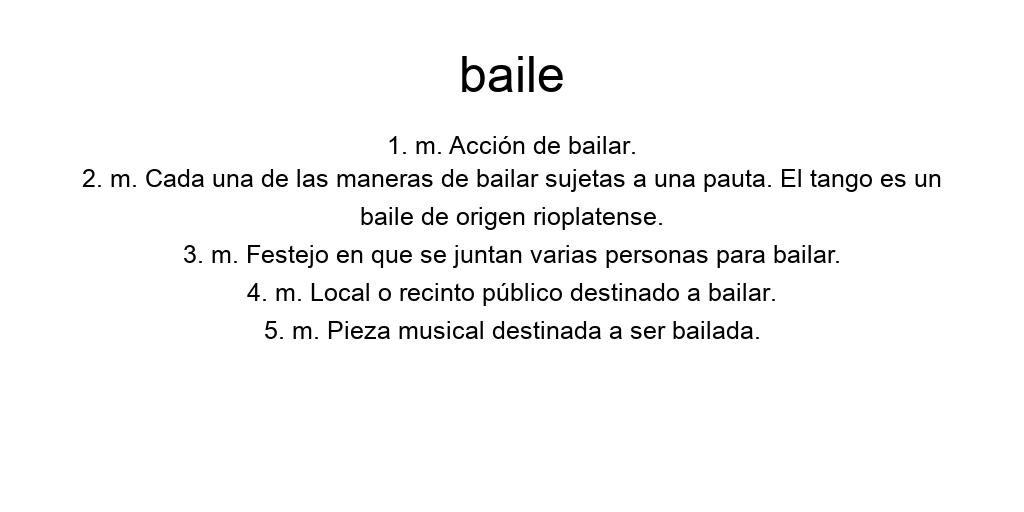 baile
1. m. Acción de bailar.
2. m. Cada una de las maneras de bailar sujetas a una pauta. El tango es un
baile de origen rioplatense.
3. m. Festejo en que se juntan varias personas para bailar.
4. m. Local o recinto público destinado a bailar.
5. m. Pieza musical destinada a ser bailada.